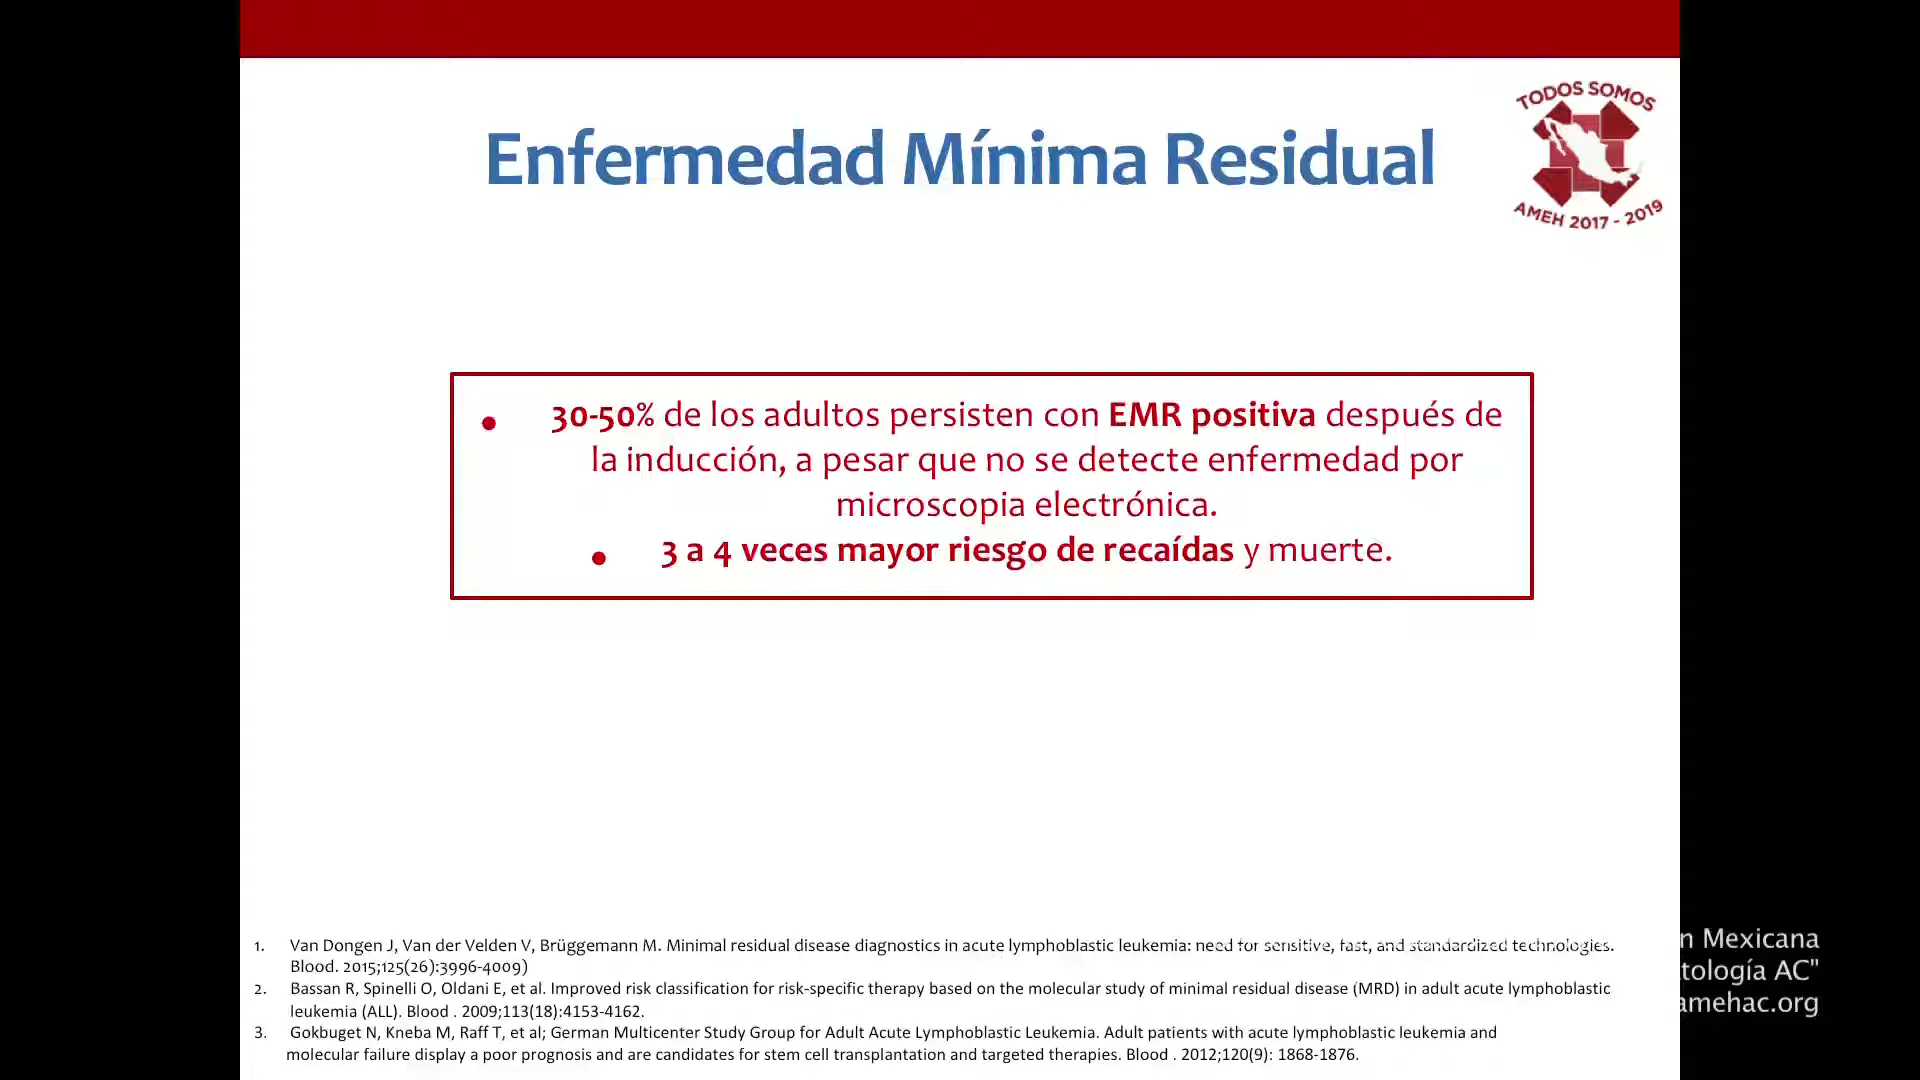 TODOS SOMOS
AMEH 2017 - 2019
Enfermedad Mínima Residual
• 30-50% de los adultos persisten con EMR positiva después de
la inducción, a pesar que no se detecte enfermedad por
microscopia electrónica.
• 3 a 4 veces mayor riesgo de recaídas y muerte.
1. Van Dongen J, Van der Velden V, Brüggemann M. Minimal residual disease diagnostics in acute lymphoblastic leukemia: need for sensitive, fast, and standardized technologies.
Blood. 2015;125(26):3996-4009)
2. Bassan R, Spinelli O, Oldani E, et al. Improved risk classification for risk-specific therapy based on the molecular study of minimal residual disease (MRD) in adult acute lymphoblastic
leukemia (ALL). Blood . 2009;113(18):4153-4162.
3. Gokbuget N, Kneba M, Raff T, et al; German Multicenter Study Group for Adult Acute Lymphoblastic Leukemia. Adult patients with acute lymphoblastic leukemia and
molecular failure display a poor prognosis and are candidates for stem cell transplantation and targeted therapies. Blood . 2012;120(9): 1868-1876.
n Mexicana
tología AC"
amehac.org